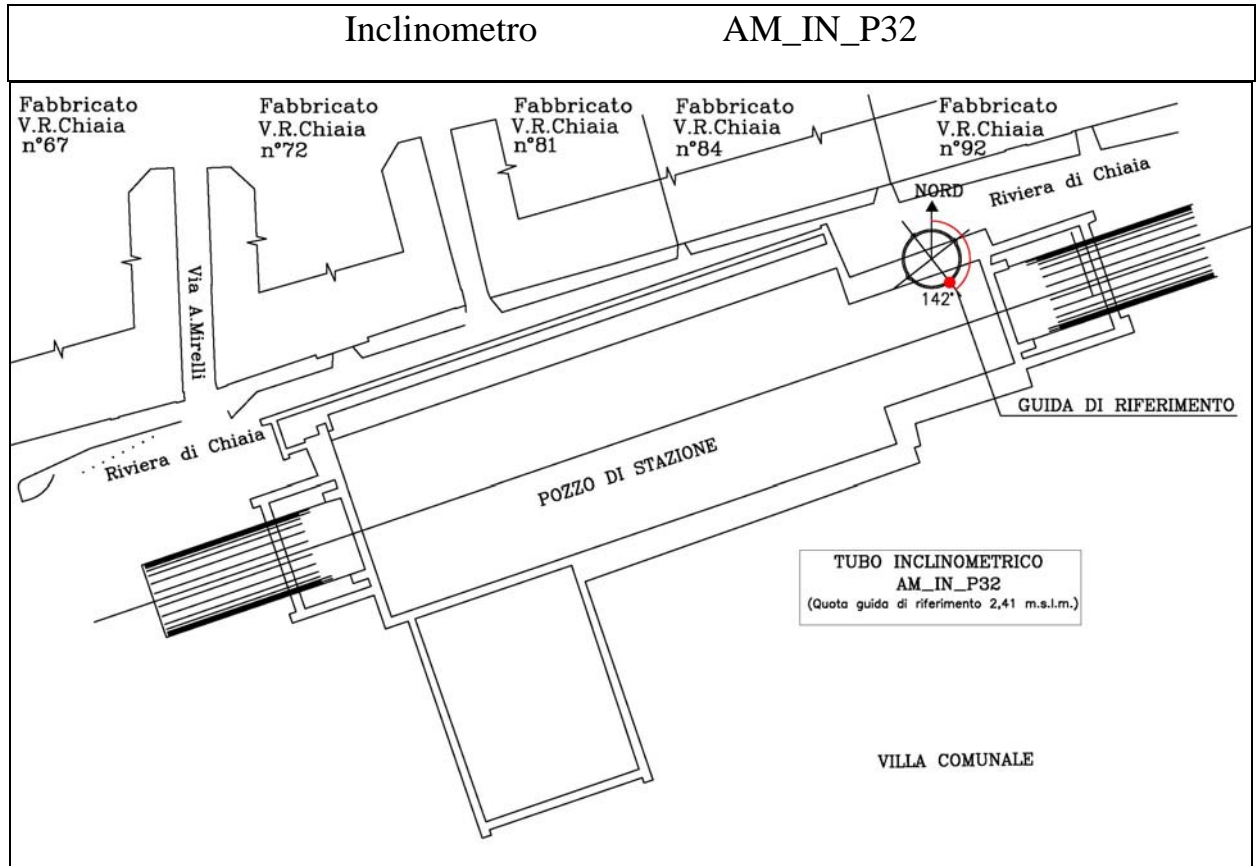 Inclinometro AM_IN_P32
Fabbricato
V.R.Chiaia
n°67
Fabbricato
V.R.Chiaia
n°72
Fabbricato
V.R.Chiaia
n°81
Fabbricato
V.R.Chiaia
n°84
Fabbricato
V.R.Chiaia
n°92
NORD
Riviera di Chiaia
142°
Via A.Mirelli
GUIDA DI RIFERIMENTO
Riviera di Chiaia
POZZO DI STAZIONE
TUBO INCLINOMETRICO
AM_IN_P32
(Quota guida di riferimento 2,41 m.s.l.m.)
VILLA COMUNALE